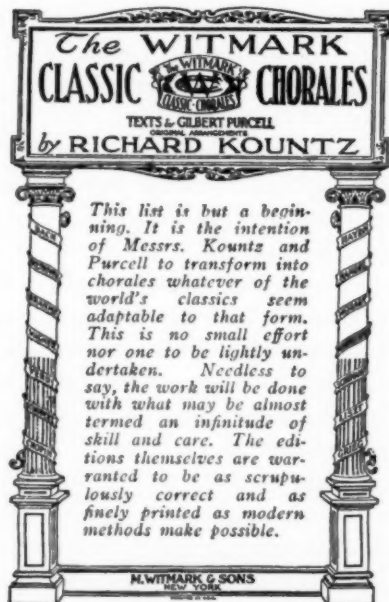 The WITMARK
CLASSIC The WITMARK CLASSIC-CHORALES CHORALES
TEXTS by GILBERT PURCELL
ORIGINAL ARRANGEMENTS
by RICHARD KOUNTZ
This list is but a begin-
ning. It is the intention
of Messrs. Kountz and
Purcell to transform into
chorales whatever of the
world's classics seem
adaptable to that form.
This is no small effort
nor one to be lightly un-
dertaken. Needless to
say, the work will be done
with what may be almost
termed an infinitude of
skill and care. The edi-
tions themselves are war-
ranted to be as scrupu-
lously correct and as
finely printed as modern
methods make possible.
BACH
HAYDN
M. WITMARK & SONS
NEW YORK